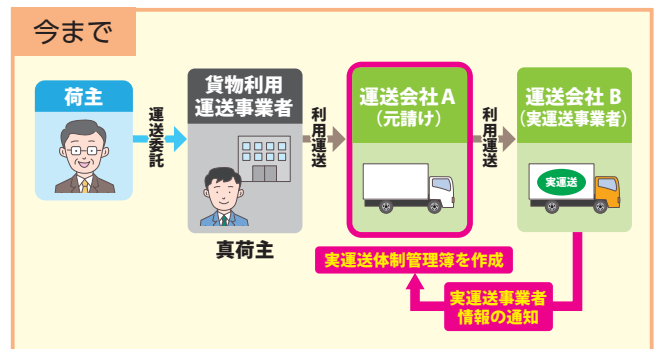 今まで
荷主
運送委託
貨物利用
運送事業者
真荷主
利用運送
運送会社A
（元請け）
利用運送
運送会社 B
（実運送事業者）
実運送
実運送体制管理簿を作成
実運送事業者
情報の通知